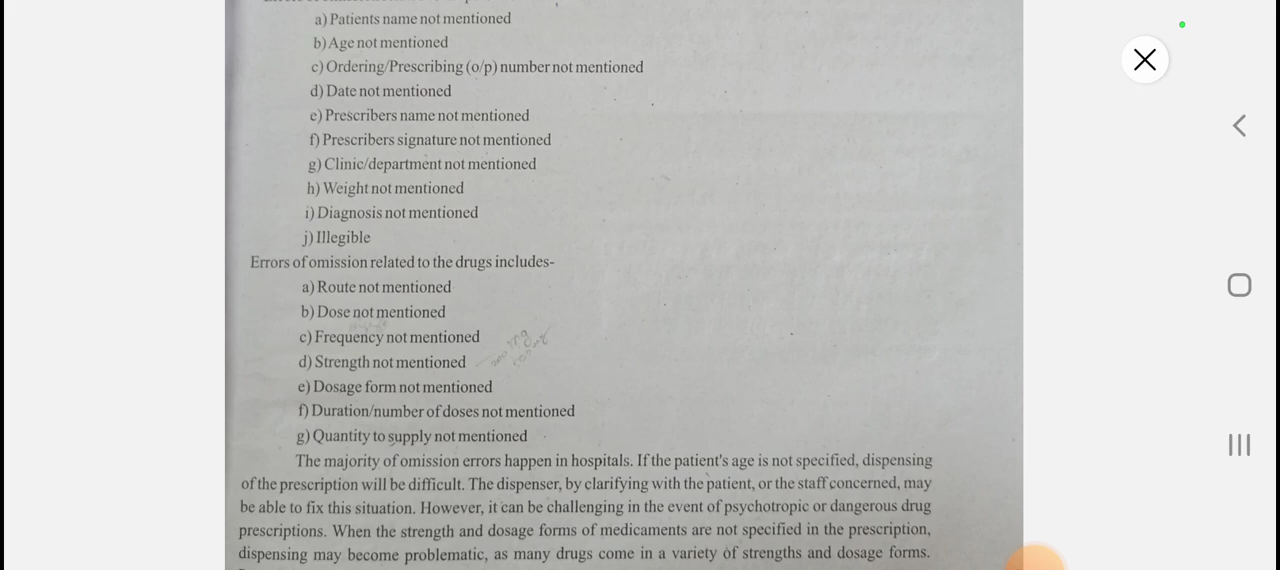 a) Patients name not mentioned
b) Age not mentioned
c) Ordering/Prescribing (o/p) number not mentioned
d) Date not mentioned
e) Prescribers name not mentioned
f) Prescribers signature not mentioned
g) Clinic/department not mentioned
h) Weight not mentioned
i) Diagnosis not mentioned
j) Illegible
Errors of omission related to the drugs includes-
a) Route not mentioned
b) Dose not mentioned
c) Frequency not mentioned
d) Strength not mentioned
e) Dosage form not mentioned
f) Duration/number of doses not mentioned
g) Quantity to supply not mentioned
The majority of omission errors happen in hospitals. If the patient's age is not specified, dispensing
of the prescription will be difficult. The dispenser, by clarifying with the patient, or the staff concerned, may
be able to fix this situation. However, it can be challenging in the event of psychotropic or dangerous drug
prescriptions. When the strength and dosage forms of medicaments are not specified in the prescription,
dispensing may become problematic, as many drugs come in a variety of strengths and dosage forms.